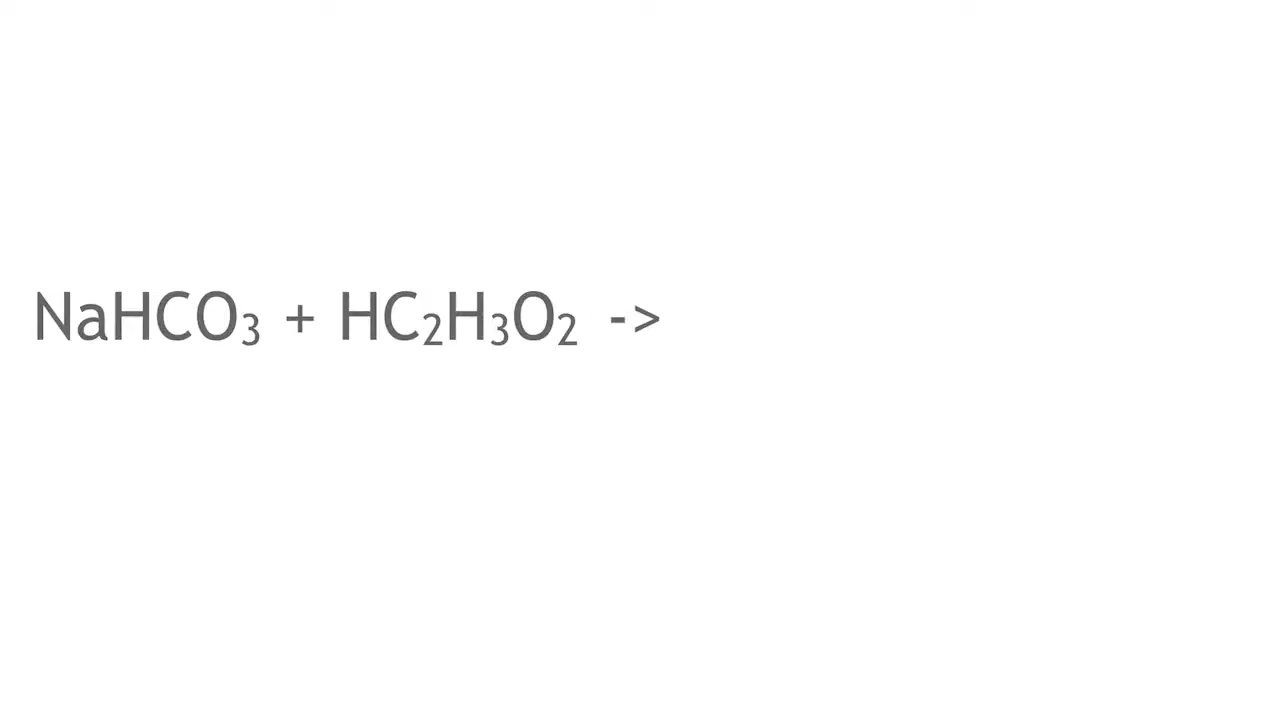 NaHCO₃ + HC₂H₃O₂ ->